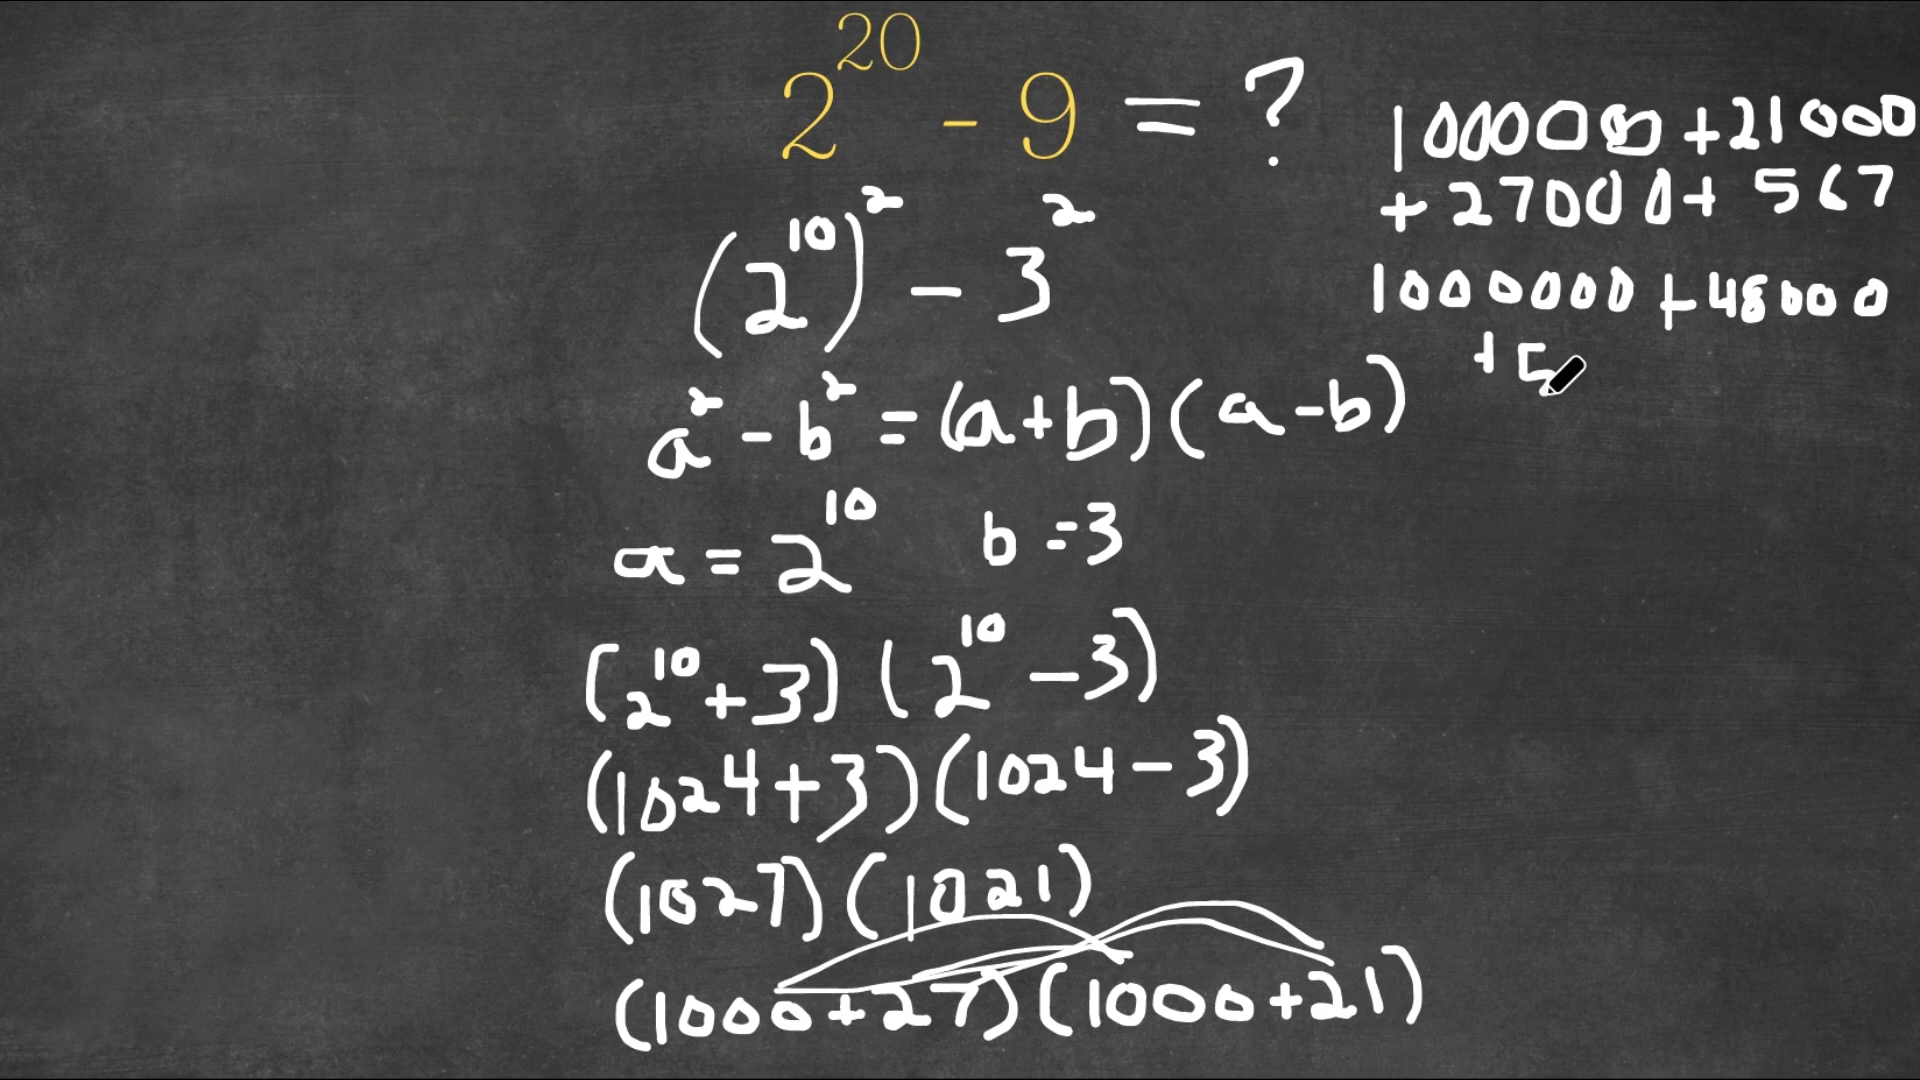 2^20 - 9 = ?
(2^10)^2 - 3^2
a^2 - b^2 = (a+b)(a-b)
a = 2^10 b = 3
(2^10 + 3)(2^10 - 3)
(1024 + 3)(1024 - 3)
(1027)(1021)
(1000 + 27)(1000 + 21)
1000000 + 21000
+ 27000 + 567
1000000 + 48000
+ 5